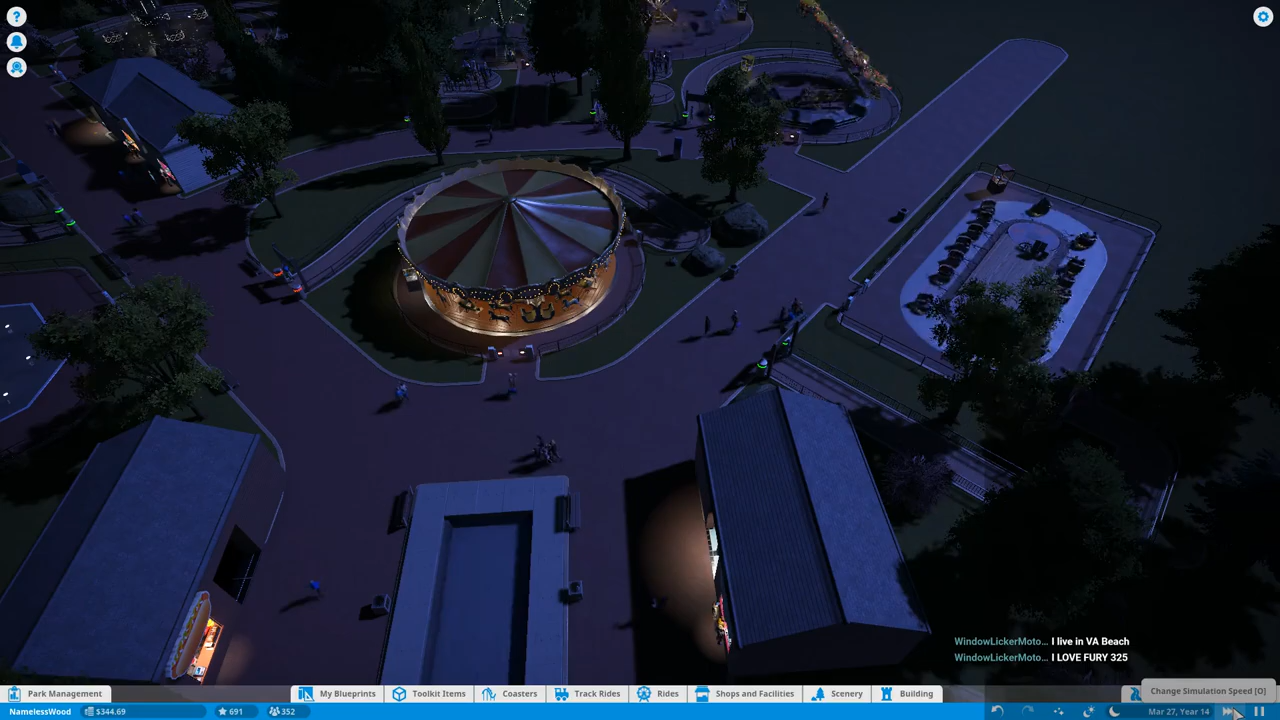 ?
WindowLickerMoto... I live in VA Beach
WindowLickerMoto... I LOVE FURY 325
Change Simulation Speed [O]
Park Management
My Blueprints
Toolkit Items
Coasters
Track Rides
Rides
Shops and Facilities
Scenery
Building
NamelessWood
$344.69
691
352
Mar 27, Year 14